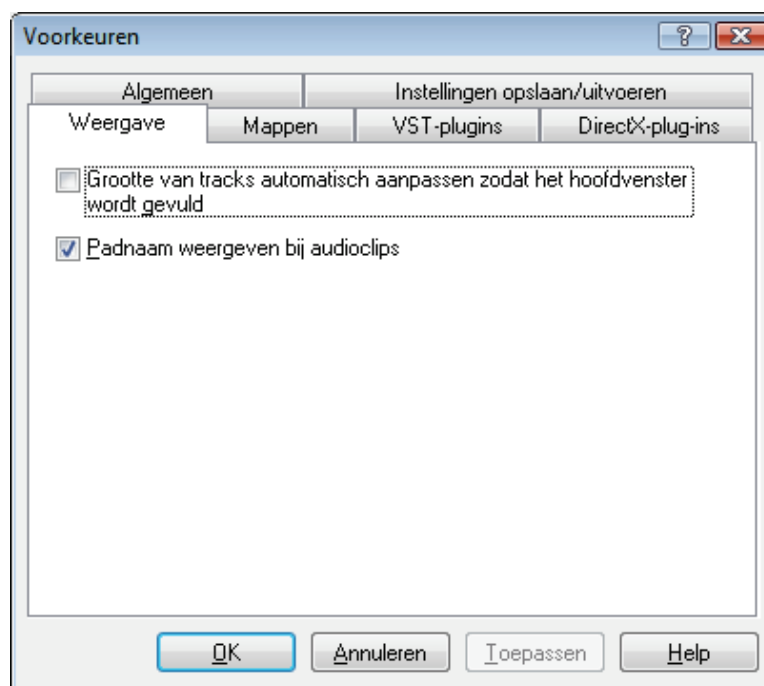 Voorkeuren
Algemeen
Instellingen opslaan/uitvoeren
Weergave
Mappen
VST-plugins
DirectX-plug-ins
Grootte van tracks automatisch aanpassen zodat het hoofdvenster
wordt gevuld
Padnaam weergeven bij audioclips
OK
Annuleren
Toepassen
Help